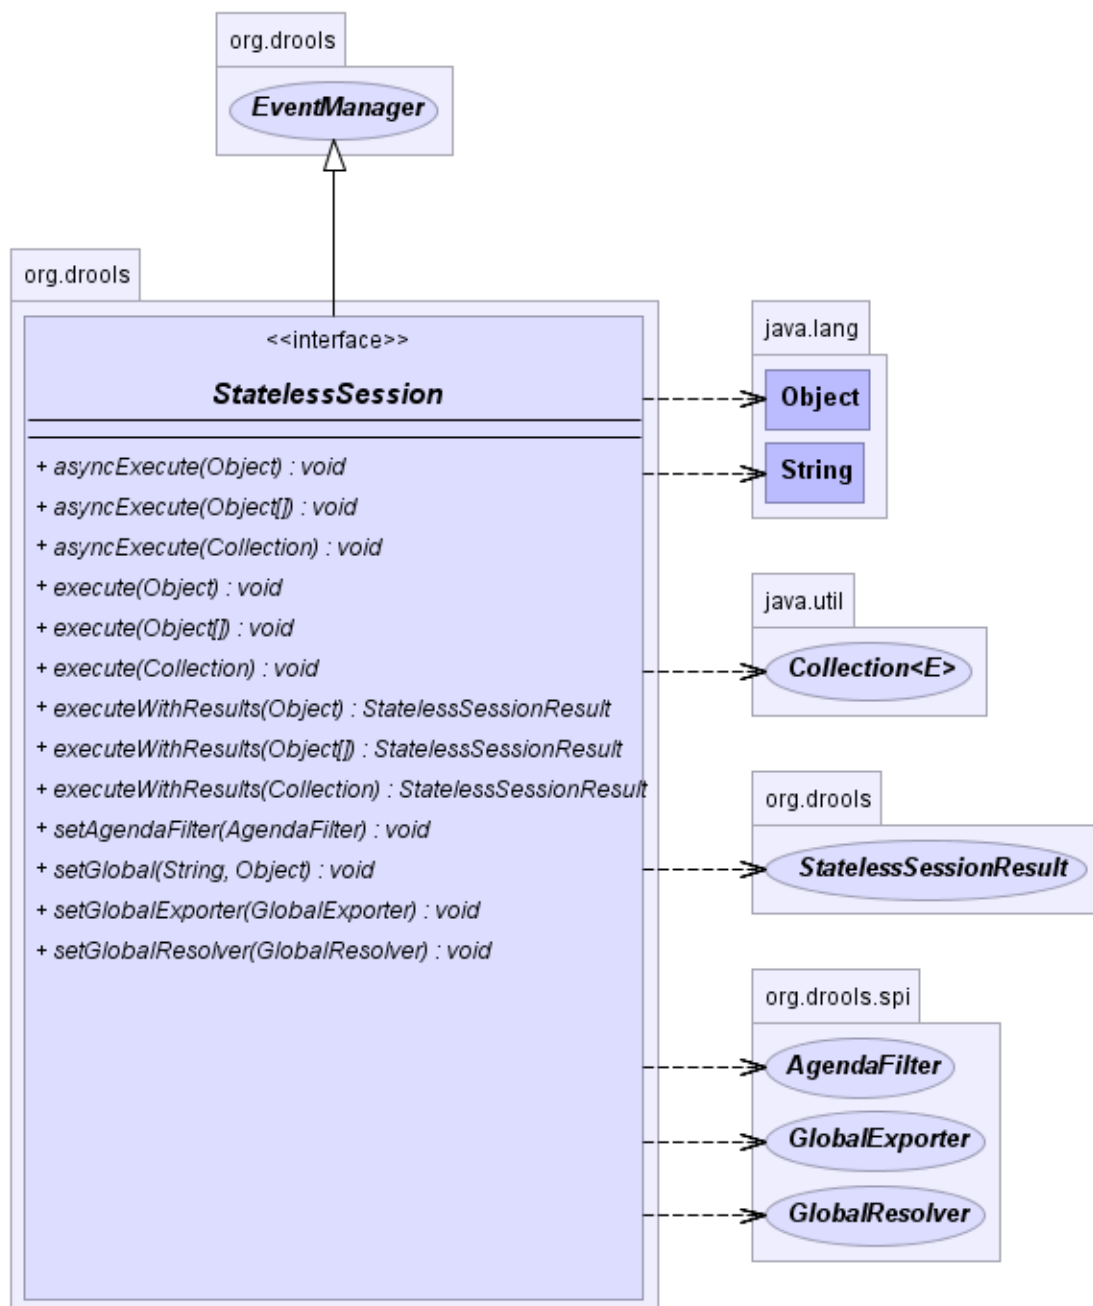 org.drools
EventManager
org.drools
<<interface>>
StatelessSession
+ asyncExecute(Object) : void
+ asyncExecute(Object[]) : void
+ asyncExecute(Collection) : void
+ execute(Object) : void
+ execute(Object[]) : void
+ execute(Collection) : void
+ executeWithResults(Object) : StatelessSessionResult
+ executeWithResults(Object[]) : StatelessSessionResult
+ executeWithResults(Collection) : StatelessSessionResult
+ setAgendaFilter(AgendaFilter) : void
+ setGlobal(String, Object) : void
+ setGlobalExporter(GlobalExporter) : void
+ setGlobalResolver(GlobalResolver) : void
java.lang
Object
String
java.util
Collection<E>
org.drools
StatelessSessionResult
org.drools.spi
AgendaFilter
GlobalExporter
GlobalResolver